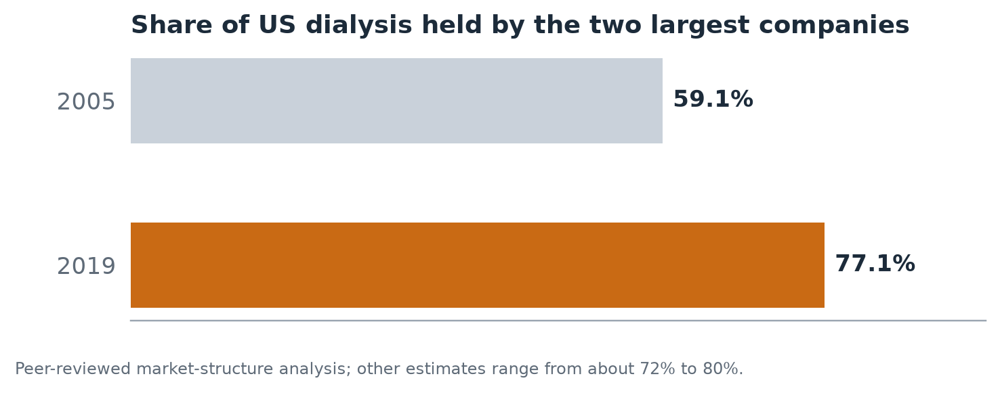 Share of US dialysis held by the two largest companies
2005
59.1%
2019
77.1%
Peer-reviewed market-structure analysis; other estimates range from about 72% to 80%.